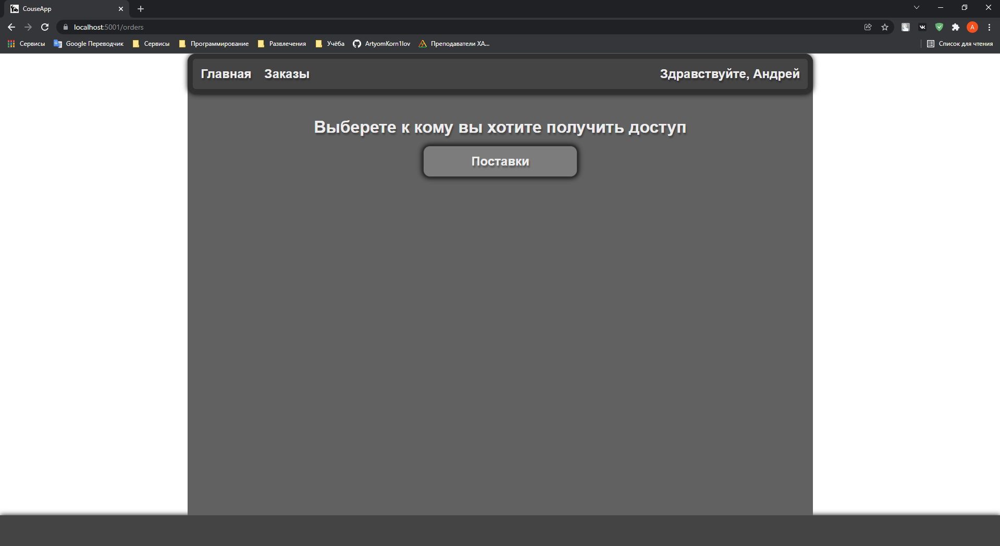 CouseApp
localhost:5001/orders
Сервисы Google Переводчик Сервисы Программирование Развлечения Учёба ArtyomKorn1lov Преподаватели ХА... Список для чтения
Главная Заказы Здравствуйте, Андрей
Выберете к кому вы хотите получить доступ
Поставки